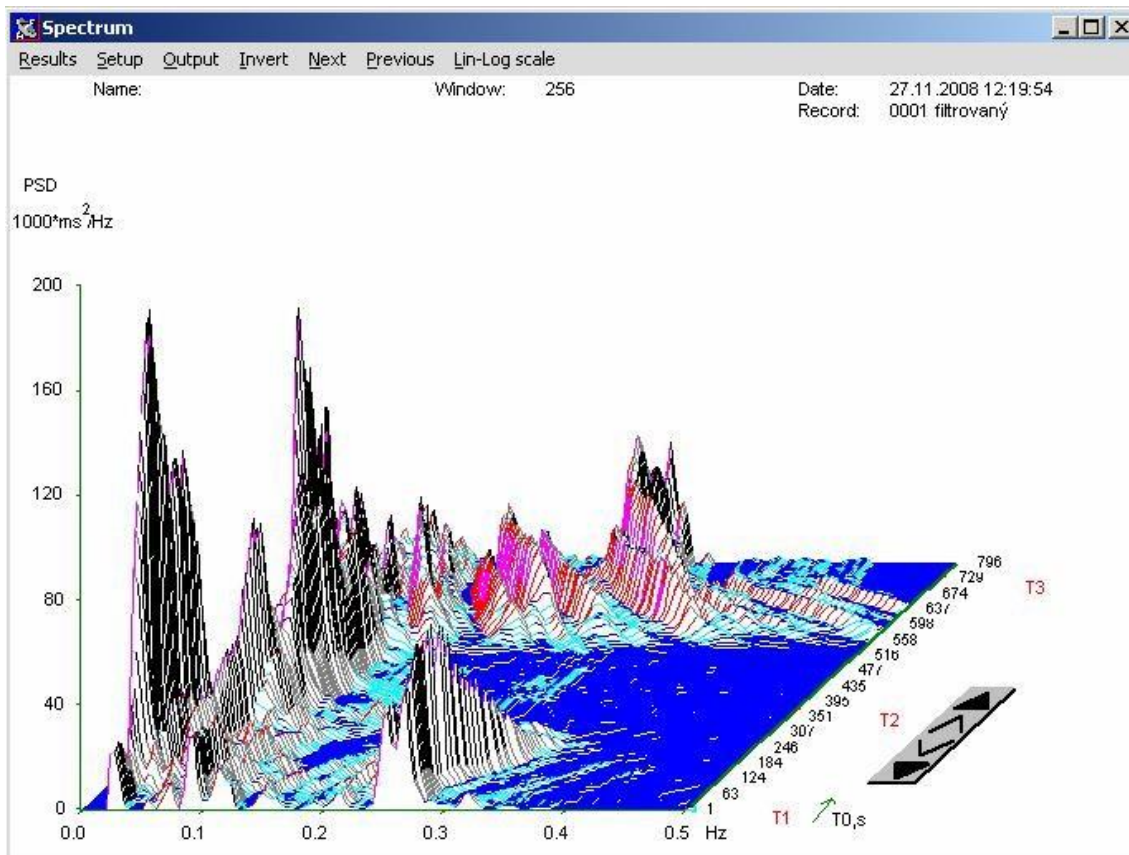 Spectrum
Results Setup Output Invert Next Previous Lin-Log scale
Name: Window: 256 Date: 27.11.2008 12:19:54
Record: 0001 filtrovaný
PSD
1000*ms²/Hz
200
160
120
80
40
0
0.0 0.1 0.2 0.3 0.4 0.5 Hz
796
729
674
637
598
558
516
477
435
395
351
307
246
184
124
63
1
T3
T2
T1
T0,s